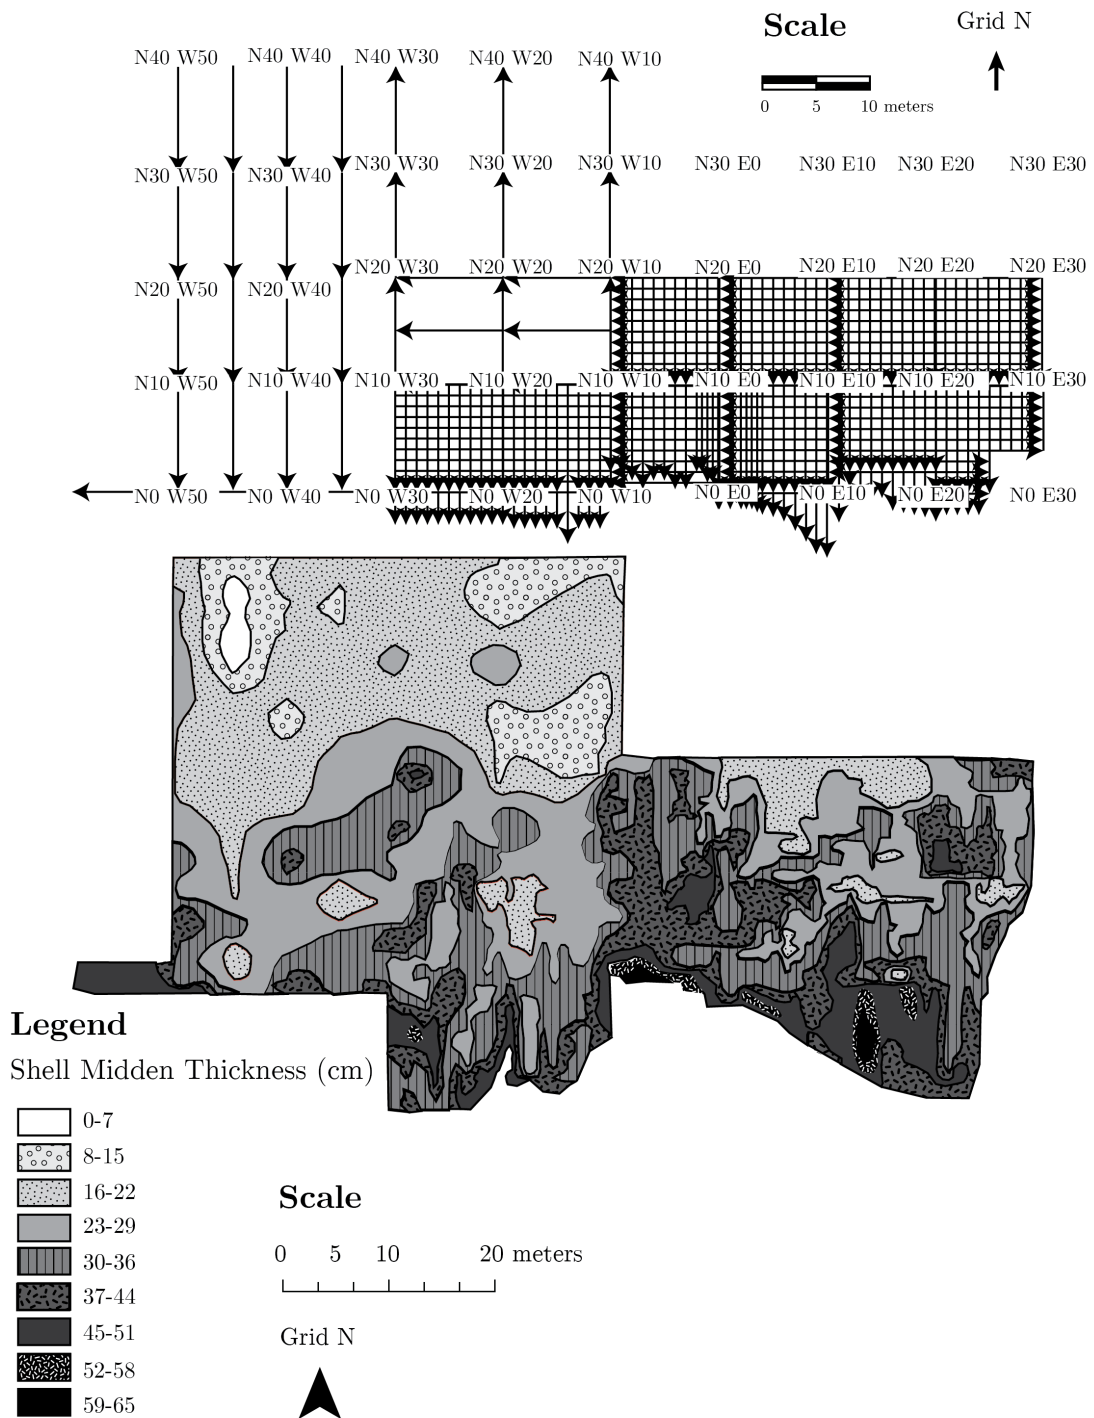 Scale
Grid N
0 5 10 meters
N40 W50 N40 W40 N40 W30 N40 W20 N40 W10
N30 W50 N30 W40 N30 W30 N30 W20 N30 W10 N30 E0 N30 E10 N30 E20 N30 E30
N20 W50 N20 W40 N20 W30 N20 W20 N20 W10 N20 E0 N20 E10 N20 E20 N20 E30
N10 W50 N10 W40 N10 W30 N10 W20 N10 W10 N10 E0 N10 E10 N10 E20 N10 E30
N0 W50 N0 W40 N0 W30 N0 W20 N0 W10 N0 E0 N0 E10 N0 E20 N0 E30
Legend
Shell Midden Thickness (cm)
0-7
8-15
16-22
23-29
30-36
37-44
45-51
52-58
59-65
Scale
0 5 10 20 meters
Grid N